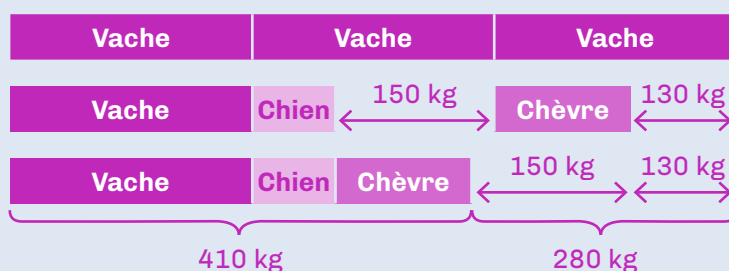 Vache Vache Vache
150 kg 130 kg
Vache Chien Chèvre
150 kg 130 kg
Vache Chien Chèvre
410 kg 280 kg